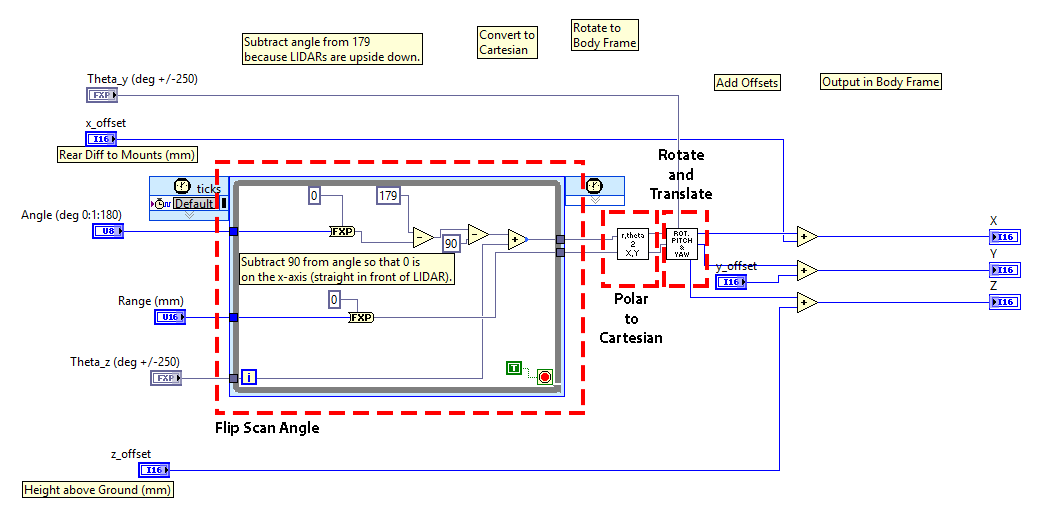 Subtract angle from 179
because LIDARs are upside down.
Convert to
Cartesian
Rotate to
Body Frame
Theta_y (deg +/-250)
FXP
Add Offsets
Output in Body Frame
x_offset
I16
Rear Diff to Mounts (mm)
Rotate
and
Translate
ticks
Default
0
179
Angle (deg 0:1:180)
U8
FXP
90
Subtract 90 from angle so that 0 is
on the x-axis (straight in front of LIDAR).
r,theta
2
X,Y
ROT.
PITCH
&
YAW
X
I16
Y
I16
y_offset
I16
Z
I16
Range (mm)
U16
0
FXP
Polar
to
Cartesian
Theta_z (deg +/-250)
FXP
i
T
Flip Scan Angle
z_offset
I16
Height above Ground (mm)